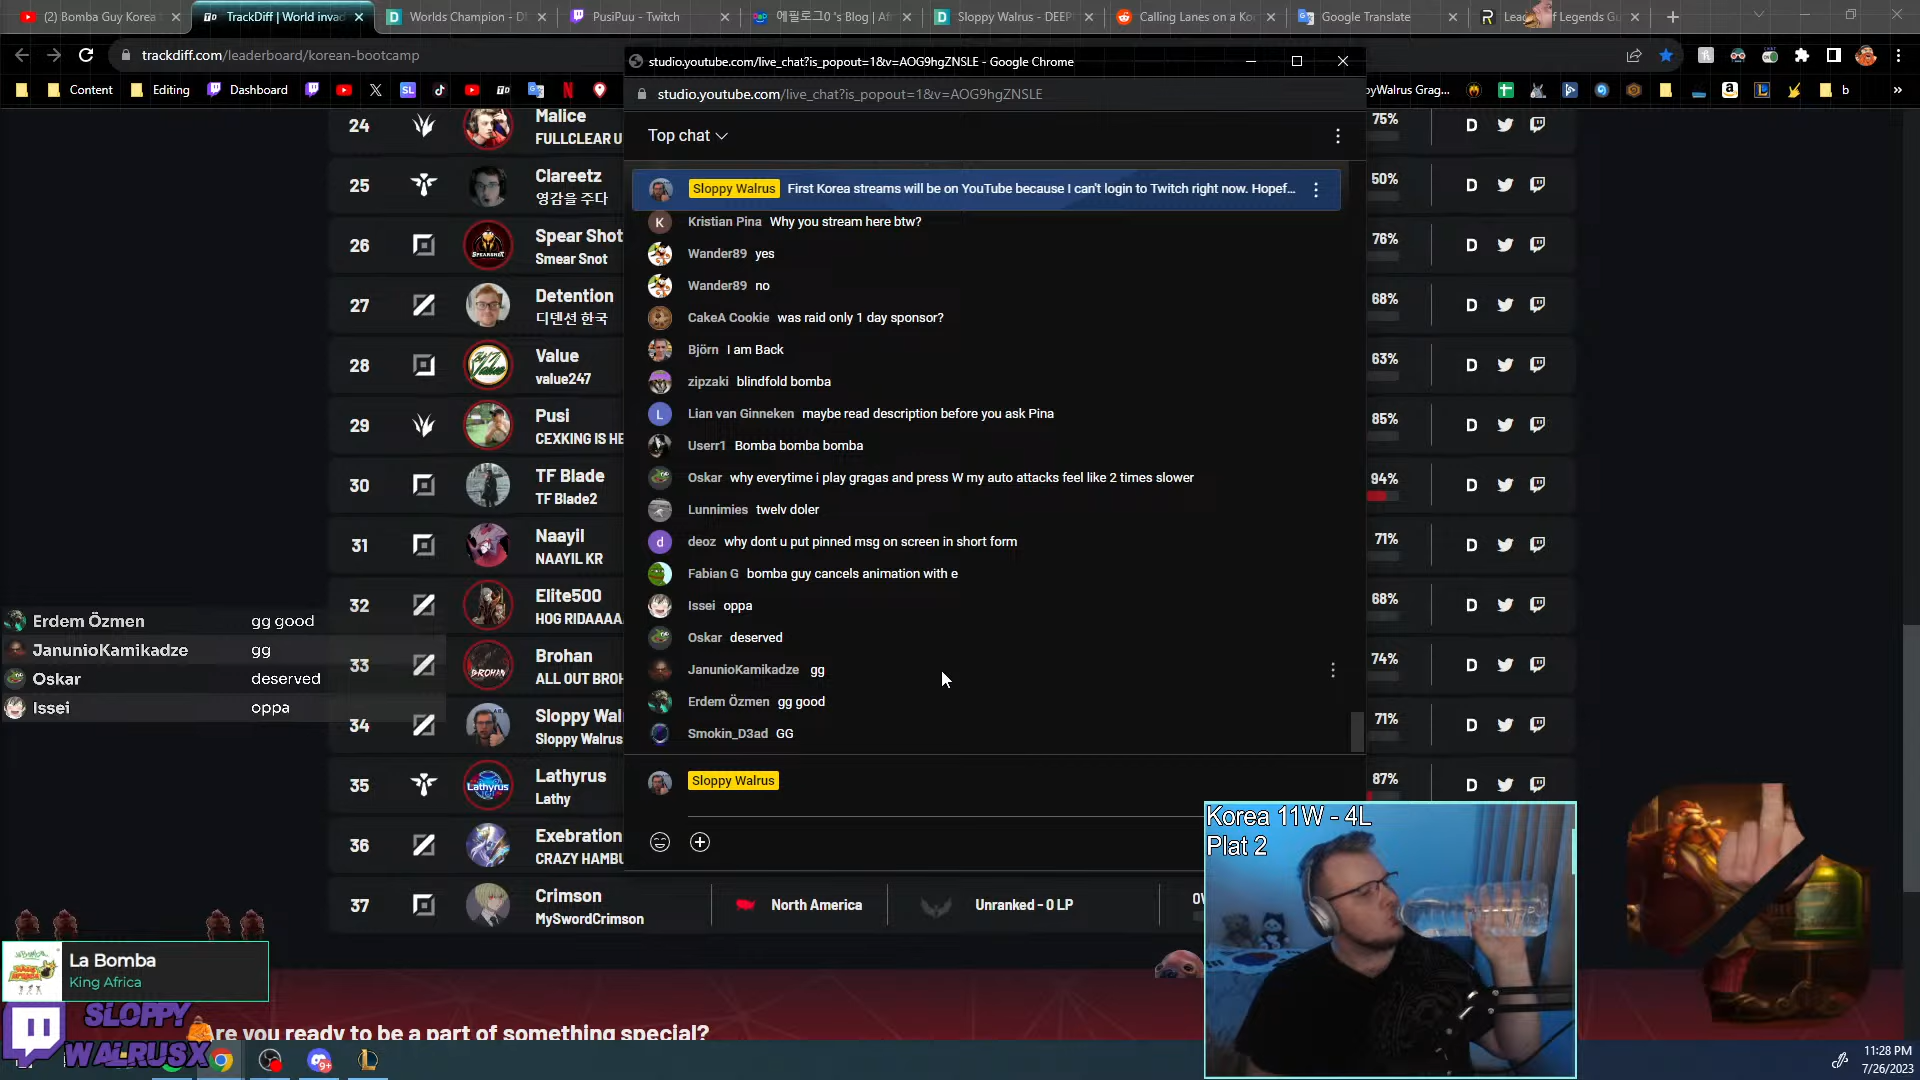 (2) Bomba Guy Korea
TrackDiff | World invad
Worlds Champion - D
PusiPuu - Twitch
에필로그0 's Blog | Afr
Sloppy Walrus - DEEP
Calling Lanes on a Ko
Google Translate
Lea of Legends Gu
trackdiff.com/leaderboard/korean-bootcamp
studio.youtube.com/live_chat?is_popout=1&v=AOG9hgZNSLE - Google Chrome
studio.youtube.com/live_chat?is_popout=1&v=AOG9hgZNSLE
Content
Editing
Dashboard
pyWalrus Grag...
b
Top chat
Sloppy Walrus First Korea streams will be on YouTube because I can't login to Twitch right now. Hopef...
Kristian Pina Why you stream here btw?
Wander89 yes
Wander89 no
CakeA Cookie was raid only 1 day sponsor?
Björn I am Back
zipzaki blindfold bomba
Lian van Ginneken maybe read description before you ask Pina
Userr1 Bomba bomba bomba
Oskar why everytime i play gragas and press W my auto attacks feel like 2 times slower
Lunnimies twelv doler
deoz why dont u put pinned msg on screen in short form
Fabian G bomba guy cancels animation with e
Issei oppa
Oskar deserved
JanunioKamikadze gg
Erdem Özmen gg good
Smokin_D3ad GG
Sloppy Walrus
24 Malice 75%
FULLCLEAR U
25 Clareetz 50%
영감을 주다
26 Spear Shot 76%
Smear Snot
27 Detention 68%
디덴션 한국
28 Value 63%
value247
29 Pusi 85%
CEXKING IS HE
30 TF Blade 94%
TF Blade2
31 Naayil 71%
NAAYIL KR
32 Elite500 68%
HOG RIDAAAA
33 Brohan 74%
ALL OUT BROH
34 Sloppy Wal 71%
Sloppy Walrus
35 Lathyrus 87%
Lathy
36 Exebration
CRAZY HAMBU
37 Crimson North America Unranked - 0 LP
MySwordCrimson
Erdem Özmen gg good
JanunioKamikadze gg
Oskar deserved
Issei oppa
Korea 11W - 4L
Plat 2
La Bomba
King Africa
SLOPPY
WALRUSX
Are you ready to be a part of something special?
11:28 PM
7/26/2023